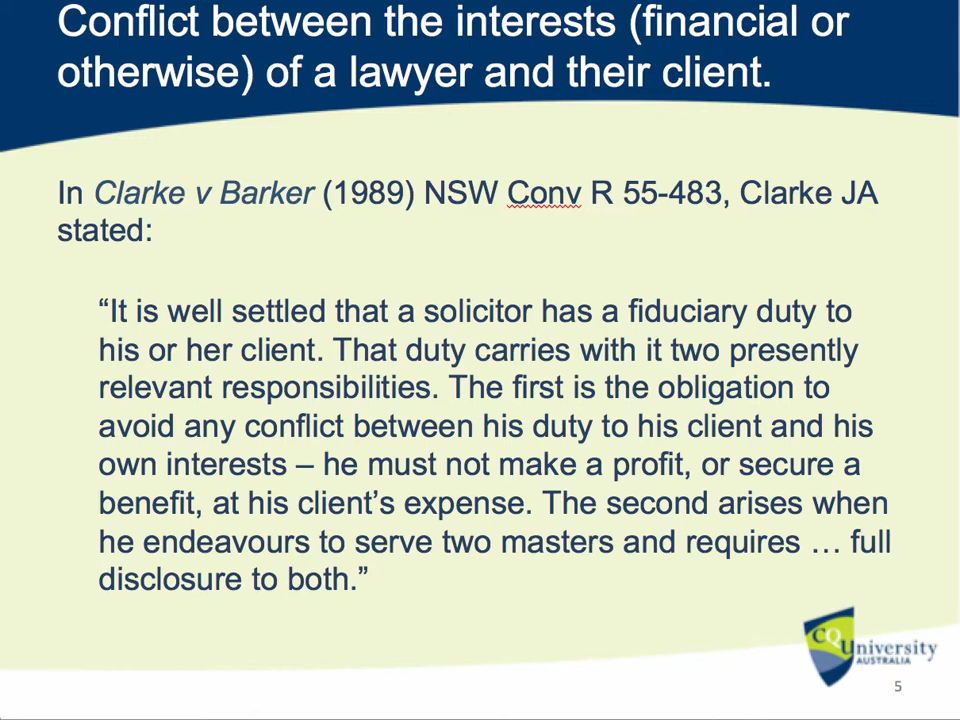 Conflict between the interests (financial or
otherwise) of a lawyer and their client.
In Clarke v Barker (1989) NSW Conv R 55-483, Clarke JA
stated:
“It is well settled that a solicitor has a fiduciary duty to
his or her client. That duty carries with it two presently
relevant responsibilities. The first is the obligation to
avoid any conflict between his duty to his client and his
own interests – he must not make a profit, or secure a
benefit, at his client’s expense. The second arises when
he endeavours to serve two masters and requires … full
disclosure to both.”
CQUniversity
AUSTRALIA
5